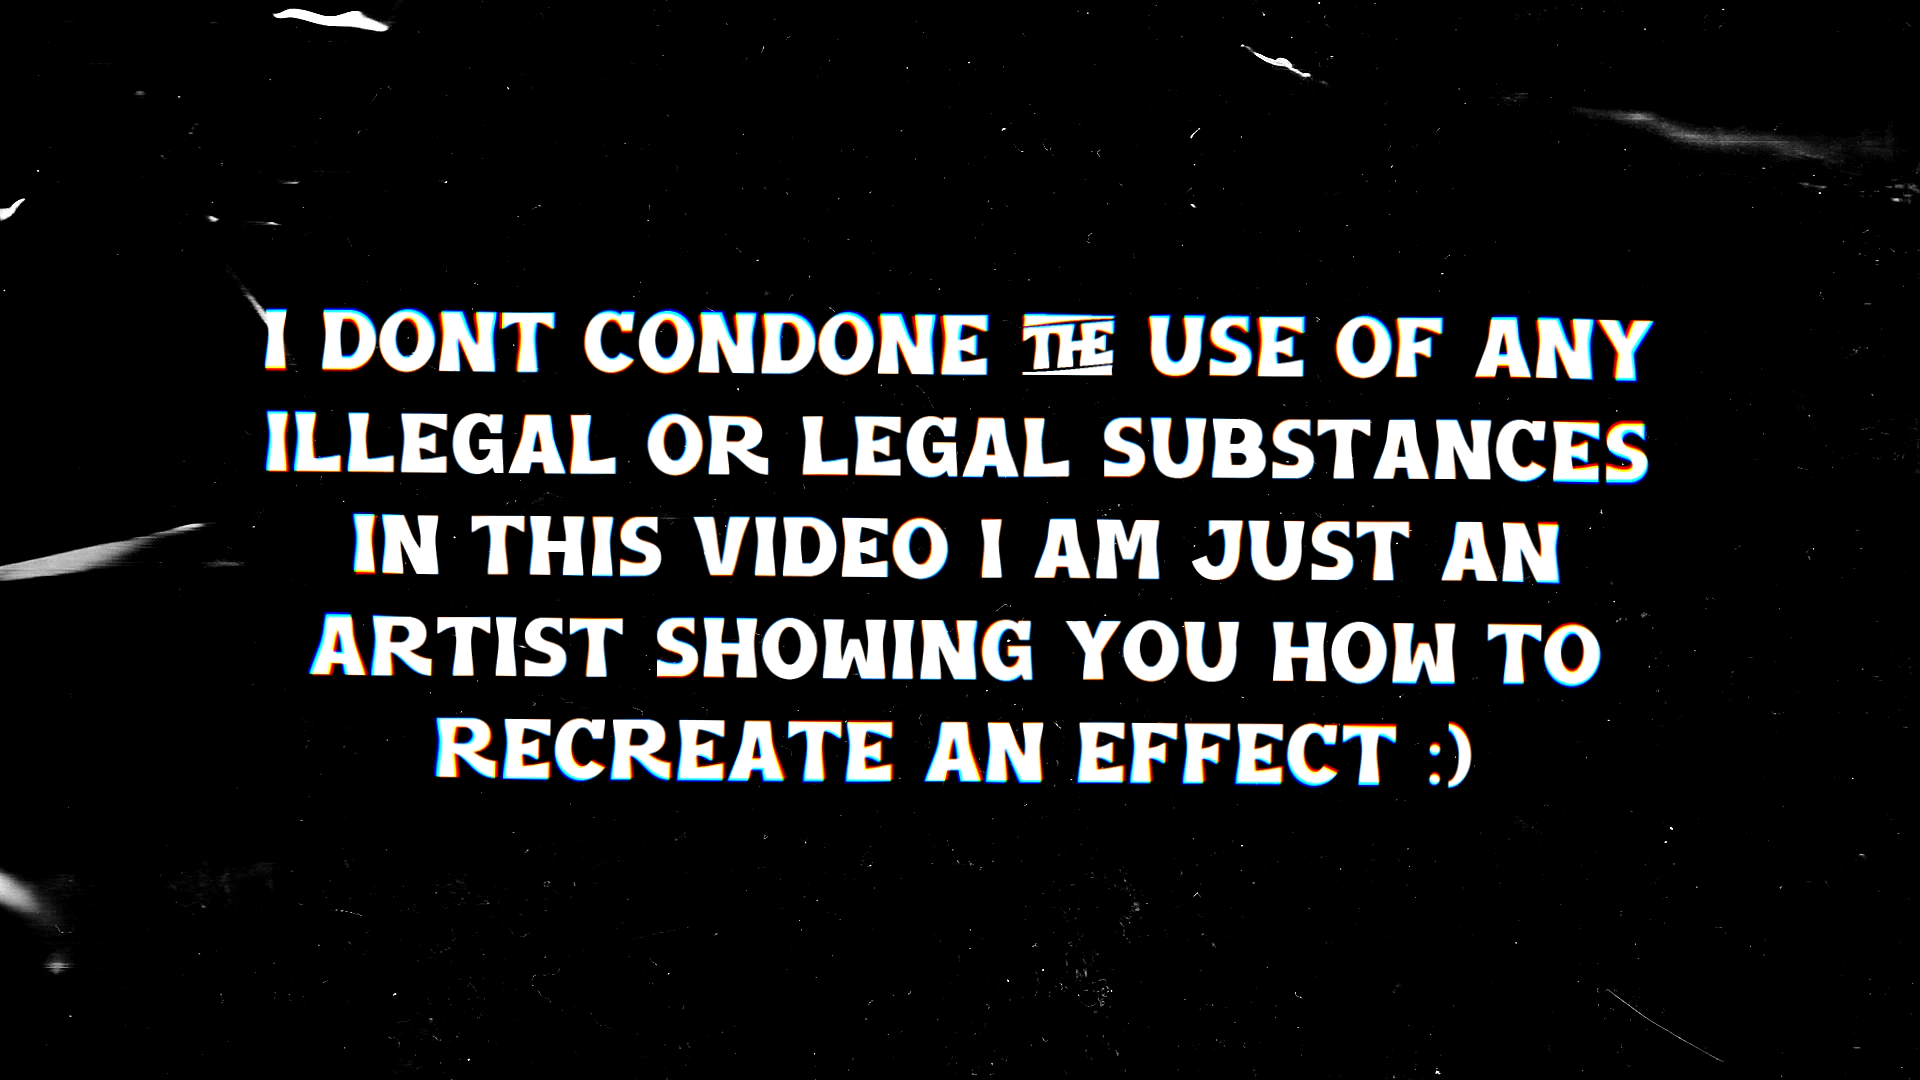 I DONT CONDONE THE USE OF ANY
ILLEGAL OR LEGAL SUBSTANCES
IN THIS VIDEO I AM JUST AN
ARTIST SHOWING YOU HOW TO
RECREATE AN EFFECT :)